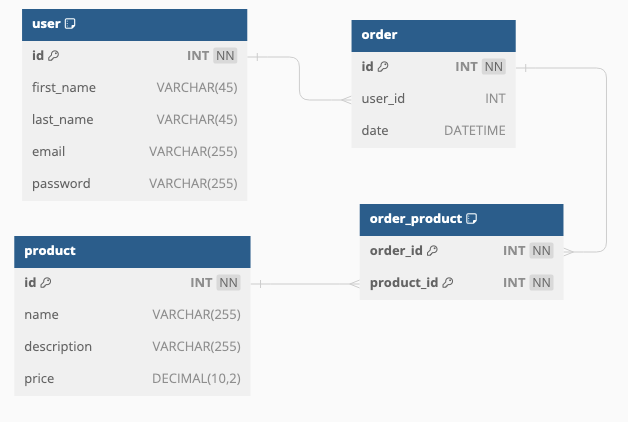 user
id INT NN
first_name VARCHAR(45)
last_name VARCHAR(45)
email VARCHAR(255)
password VARCHAR(255)
order
id INT NN
user_id INT
date DATETIME
order_product
order_id INT NN
product_id INT NN
product
id INT NN
name VARCHAR(255)
description VARCHAR(255)
price DECIMAL(10,2)